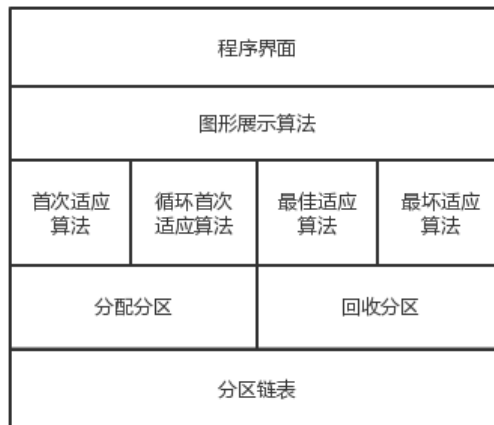 程序界面
图形展示算法
首次适应
算法
循环首次
适应算法
最佳适应
算法
最坏适应
算法
分配分区
回收分区
分区链表